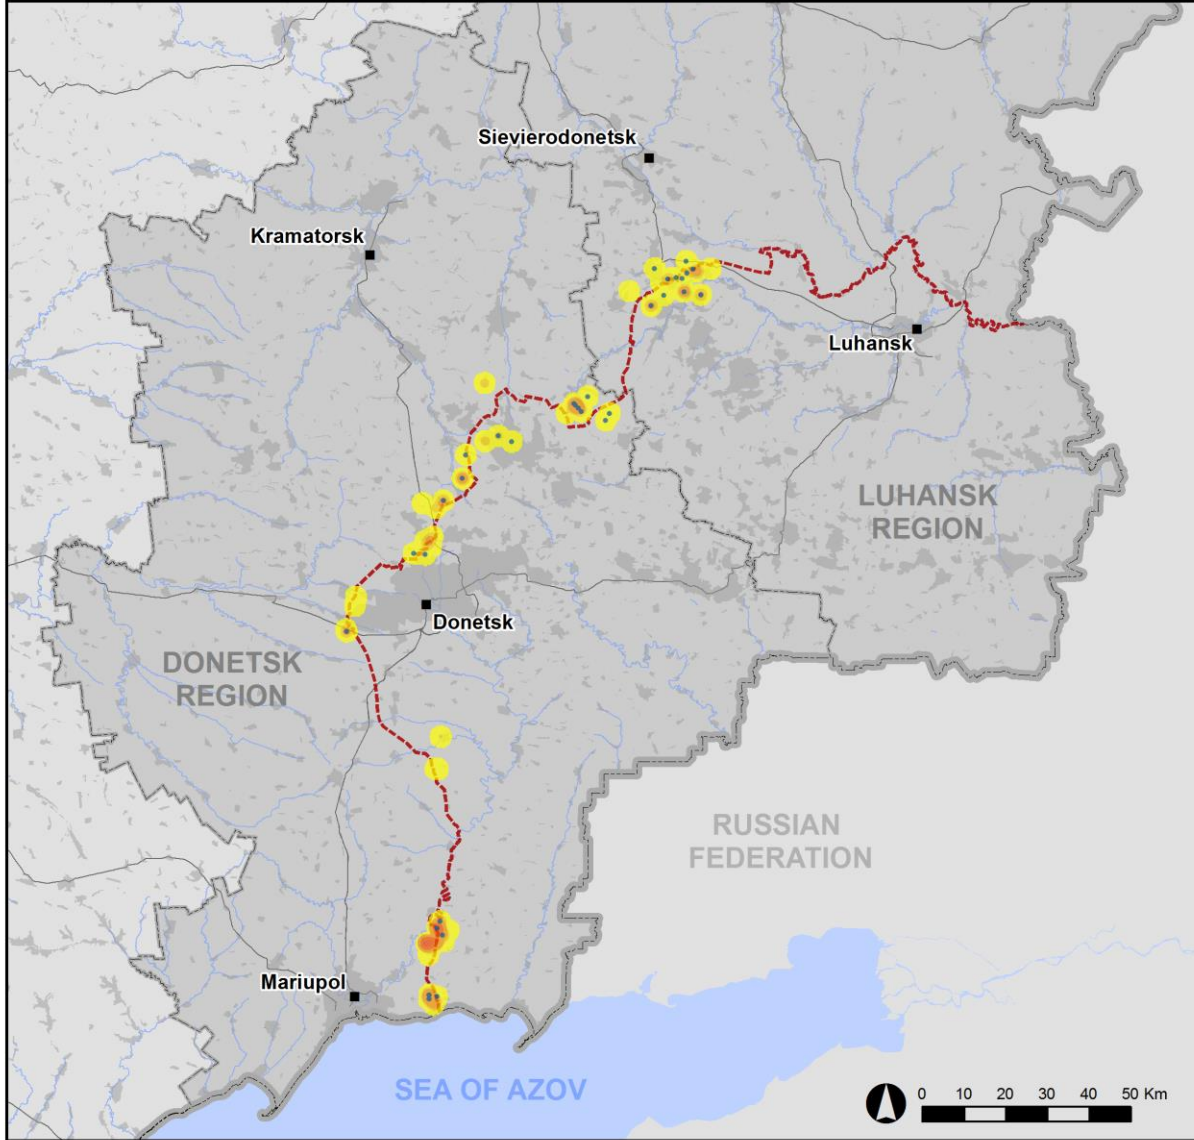 Sievierodonetsk
Kramatorsk
Luhansk
LUHANSK
REGION
Donetsk
DONETSK
REGION
RUSSIAN
FEDERATION
Mariupol
SEA OF AZOV
0 10 20 30 40 50 Km